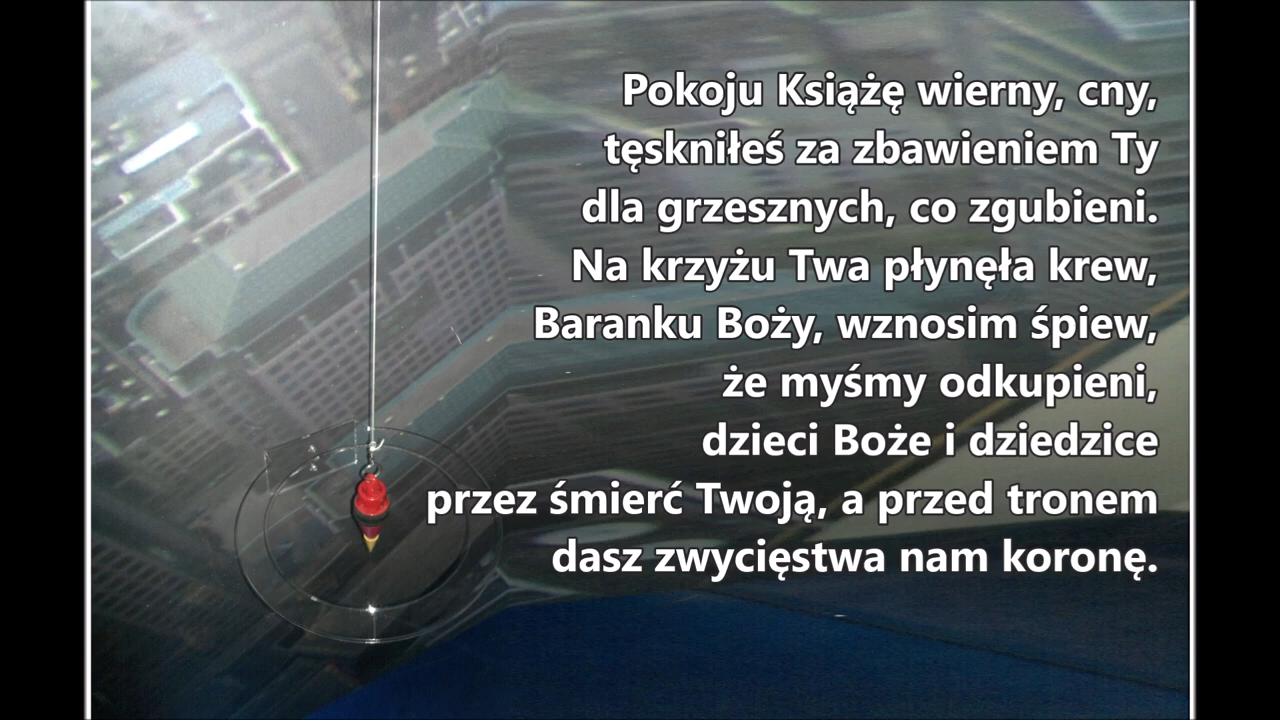 Pokoju Książę wierny, cny,
tęskniłeś za zbawieniem Ty
dla grzesznych, co zgubieni.
Na krzyżu Twa płynęła krew,
Baranku Boży, wznosim śpiew,
że myśmy odkupieni,
dzieci Boże i dziedzice
przez śmierć Twoją, a przed tronem
dasz zwycięstwa nam koronę.